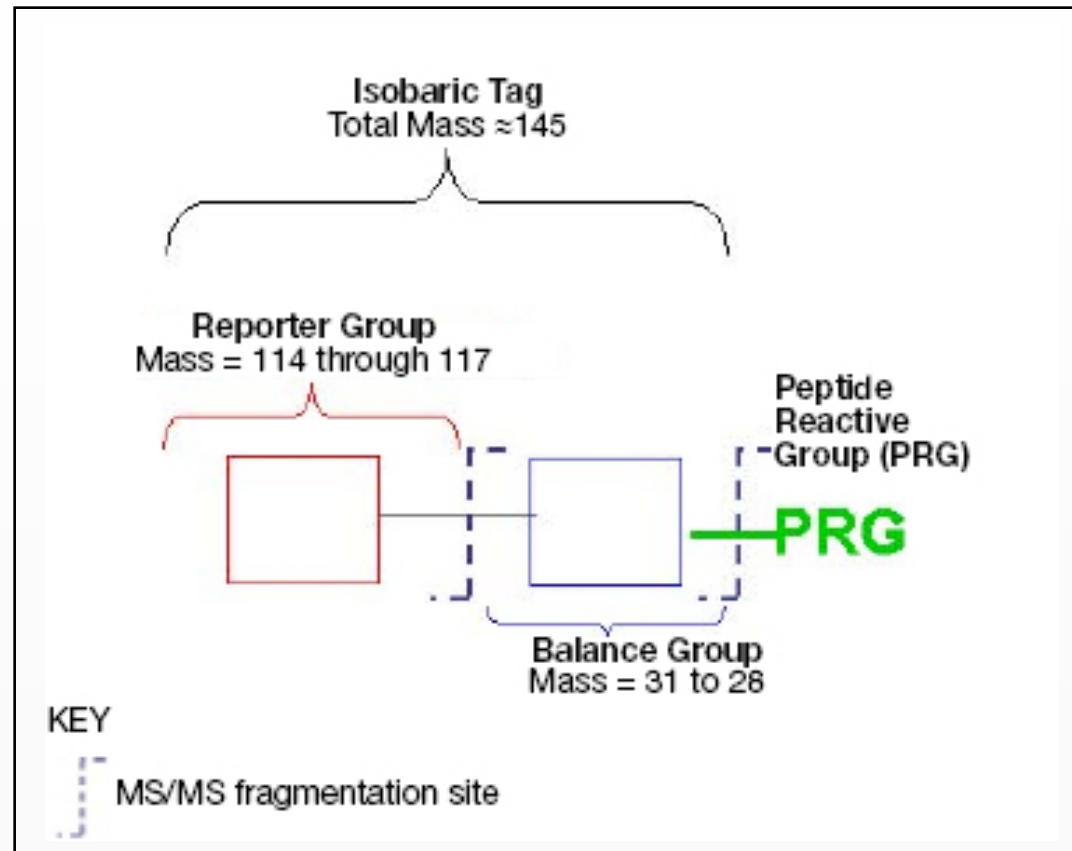 Isobaric Tag
Total Mass ≈145
Reporter Group
Mass = 114 through 117
Peptide
Reactive
Group (PRG)
PRG
Balance Group
Mass = 31 to 28
KEY
MS/MS fragmentation site